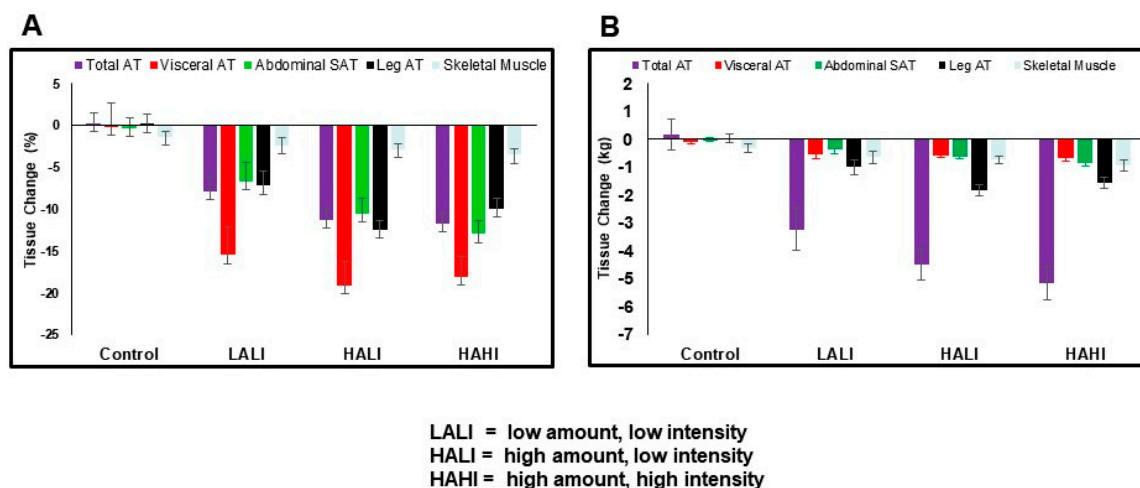 A
Total AT Visceral AT Abdominal SAT Leg AT Skeletal Muscle
Tissue Change (%)
5
0
-5
-10
-15
-20
-25
Control LALI HALI HAHI
B
Total AT Visceral AT Abdominal SAT Leg AT Skeletal Muscle
Tissue Change (kg)
2
1
0
-1
-2
-3
-4
-5
-6
-7
Control LALI HALI HAHI
LALI = low amount, low intensity
HALI = high amount, low intensity
HAHI = high amount, high intensity